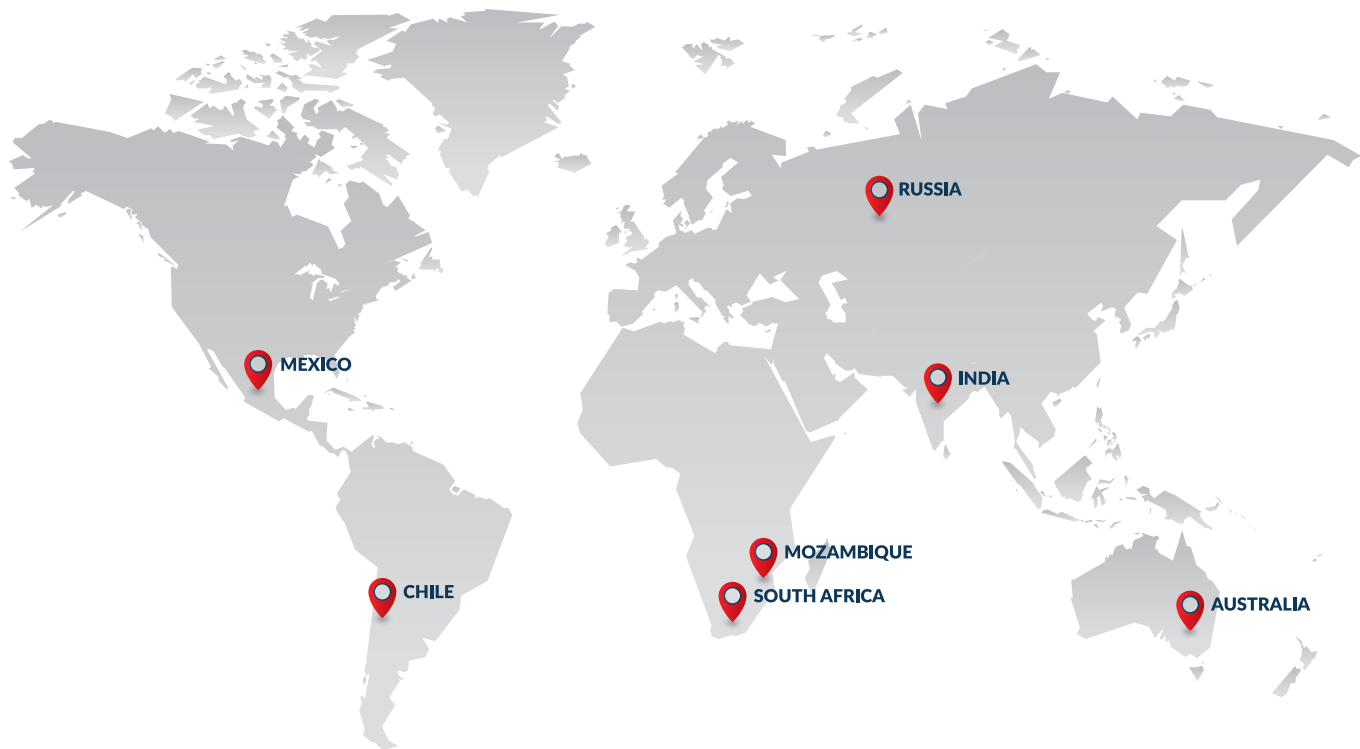 RUSSIA
MEXICO
INDIA
MOZAMBIQUE
CHILE
SOUTH AFRICA
AUSTRALIA